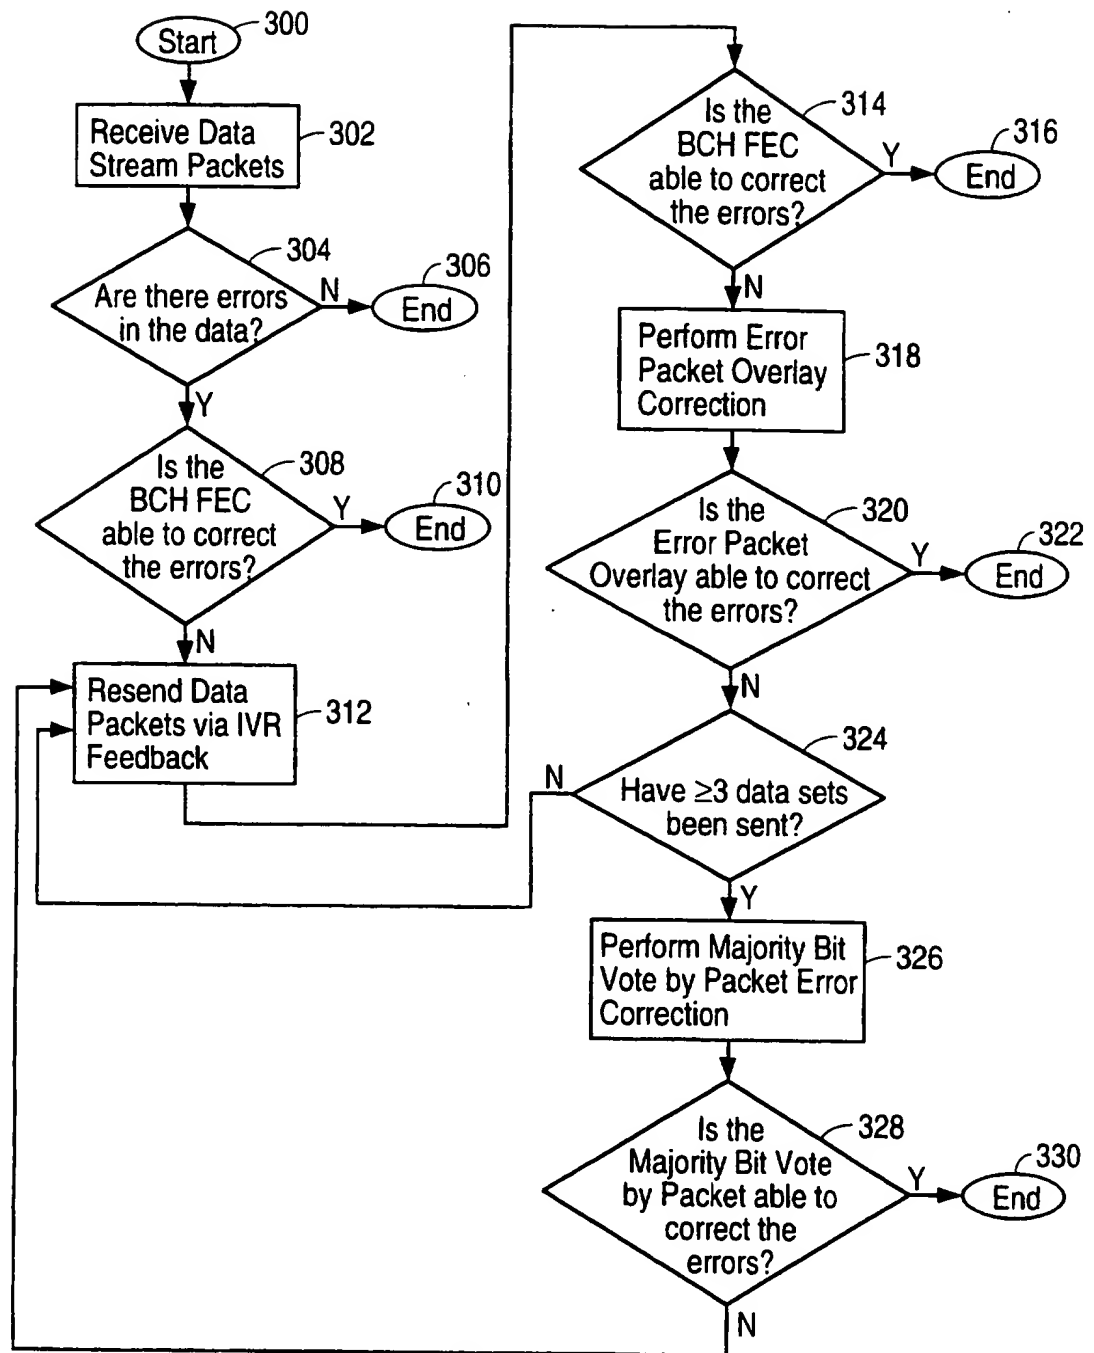 Start
300
Receive Data
Stream Packets
302
304
Are there errors
in the data?
N
306
End
Y
308
Is the
BCH FEC
able to correct
the errors?
Y
310
End
N
Resend Data
Packets via IVR
Feedback
312
314
Is the
BCH FEC
able to correct
the errors?
Y
316
End
N
Perform Error
Packet Overlay
Correction
318
320
Is the
Error Packet
Overlay able to correct
the errors?
Y
322
End
N
324
Have ≥3 data sets
been sent?
N
Y
Perform Majority Bit
Vote by Packet Error
Correction
326
328
Is the
Majority Bit Vote
by Packet able to
correct the
errors?
Y
330
End
N